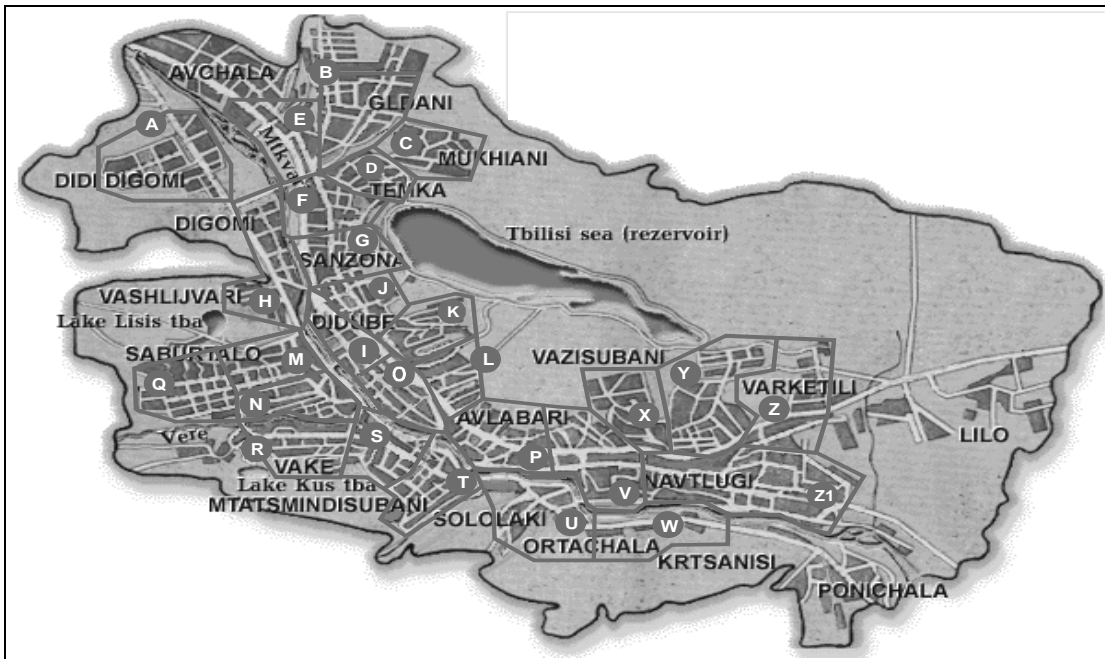 AVCHALA
B
GLDANI
A
E
Mtkva
C
MUKHIANI
D
DIDI DIGOMI
TEMKA
F
DIGOMI
G
Tbilisi sea (rezervoir)
SANZONA
VASHLIJVARI
H
J
Lake Lisis tba
DIDUBE
K
SABURTALO
M
I
L
VAZISUBANI
Q
O
Y
VARKETILI
N
AVLABARI
X
Z
Vere
R
S
LILO
VAKE
P
Lake Kus tba
T
NAVTLUGI
MTATSMINDISUBANI
V
Z1
SOLOLAKI
U
W
ORTACHALA
KRTSANISI
PONICHALA